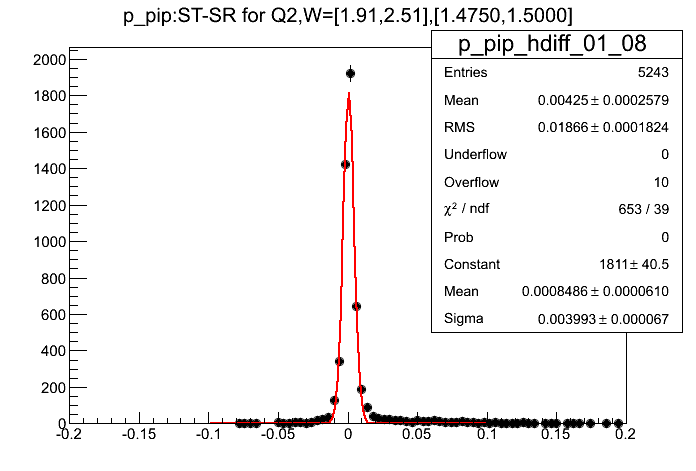 p_pip:ST-SR for Q2,W=[1.91,2.51],[1.4750,1.5000]
p_pip_hdiff_01_08
Entries 5243
Mean 0.00425 ± 0.0002579
RMS 0.01866 ± 0.0001824
Underflow 0
Overflow 10
χ² / ndf 653 / 39
Prob 0
Constant 1811 ± 40.5
Mean 0.0008486 ± 0.0000610
Sigma 0.003993 ± 0.000067
2000
1800
1600
1400
1200
1000
800
600
400
200
0
-0.2 -0.15 -0.1 -0.05 0 0.05 0.1 0.15 0.2